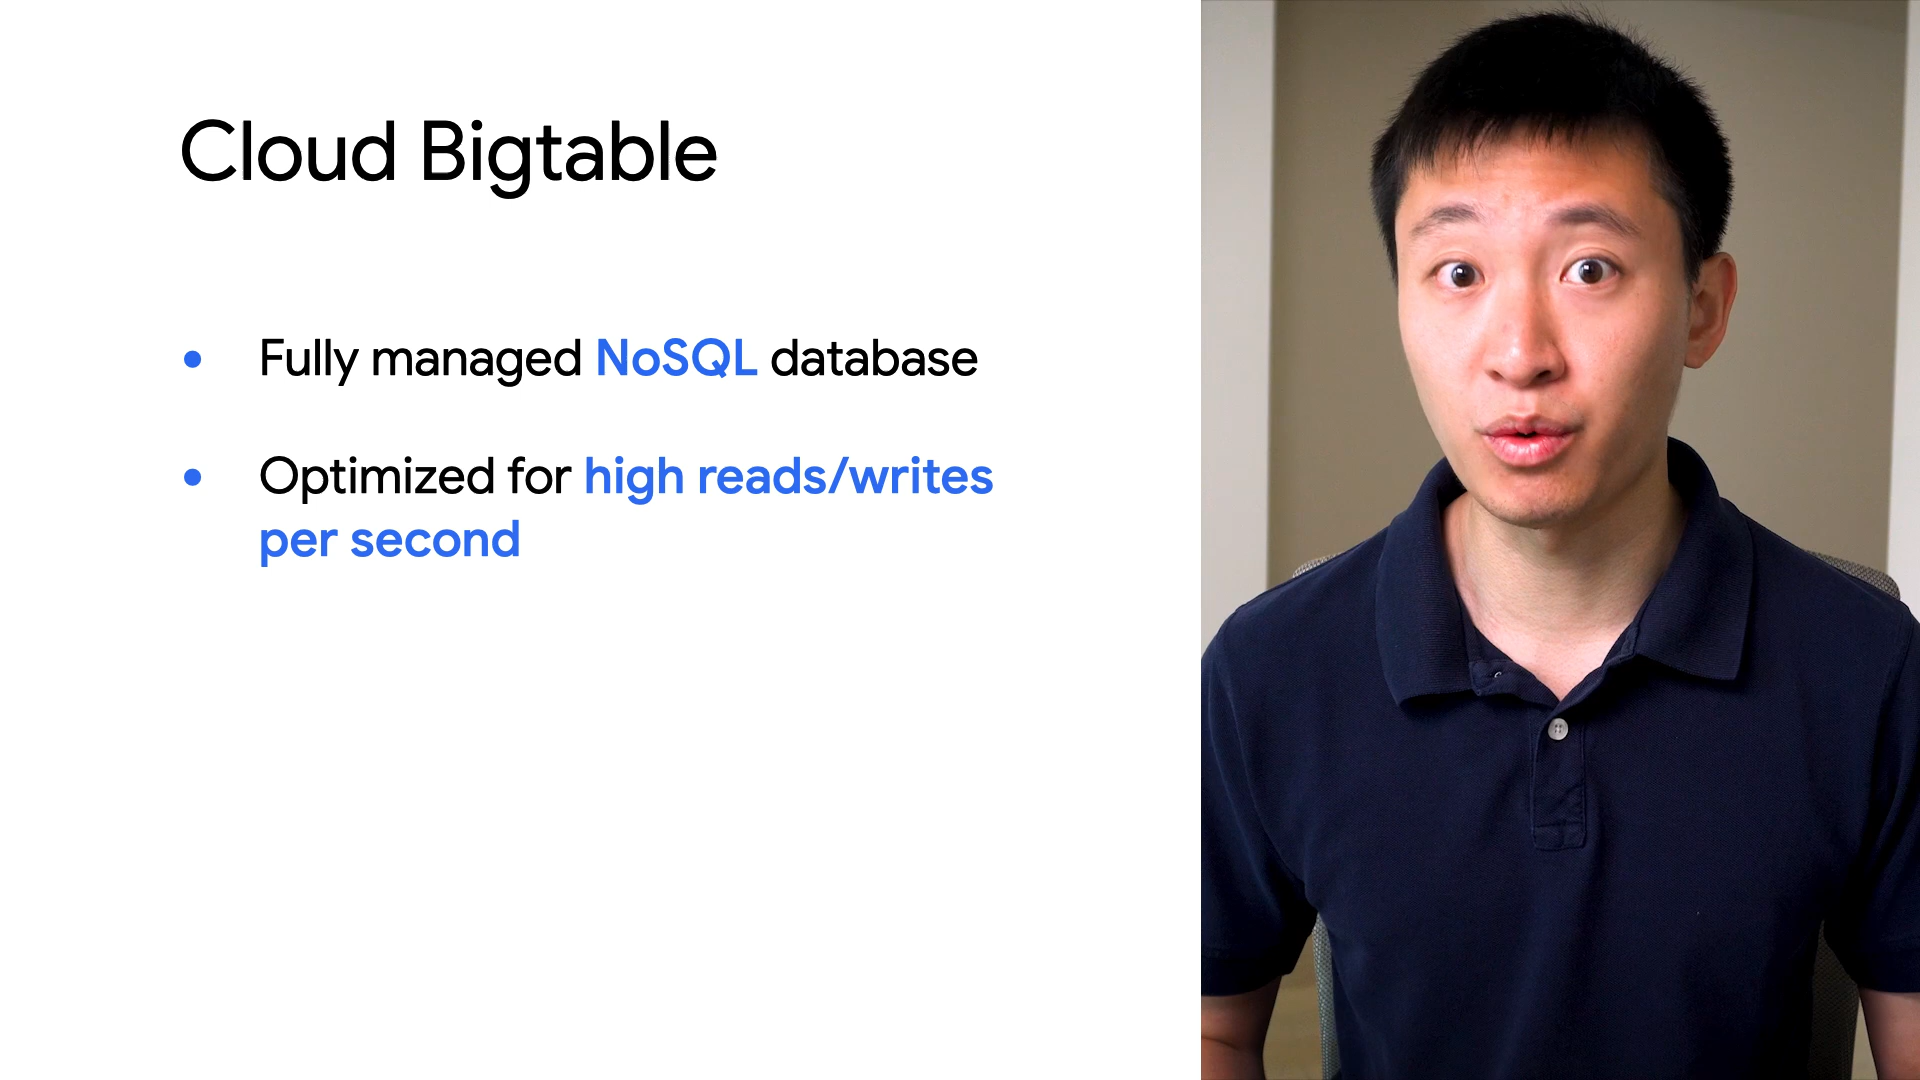 Cloud Bigtable
• Fully managed NoSQL database
• Optimized for high reads/writes
per second